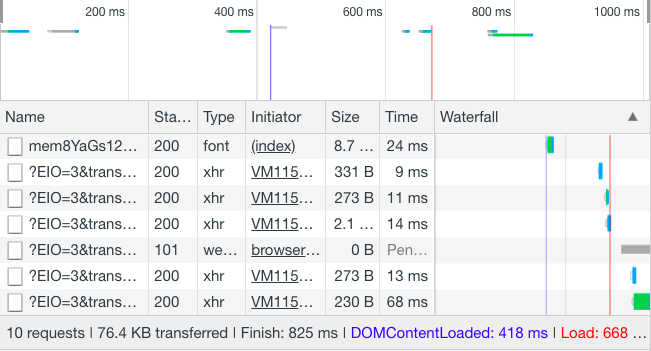 200 ms 400 ms 600 ms 800 ms 1000 ms
Name Sta… Type Initiator Size Time Waterfall ▲
mem8YaGs12… 200 font (index) 8.7 … 24 ms
?EIO=3&trans… 200 xhr VM115… 331 B 9 ms
?EIO=3&trans… 200 xhr VM115… 273 B 11 ms
?EIO=3&trans… 200 xhr VM115… 2.1 … 14 ms
?EIO=3&trans… 101 we… browser… 0 B Pen…
?EIO=3&trans… 200 xhr VM115… 273 B 13 ms
?EIO=3&trans… 200 xhr VM115… 230 B 68 ms
10 requests | 76.4 KB transferred | Finish: 825 ms | DOMContentLoaded: 418 ms | Load: 668 …